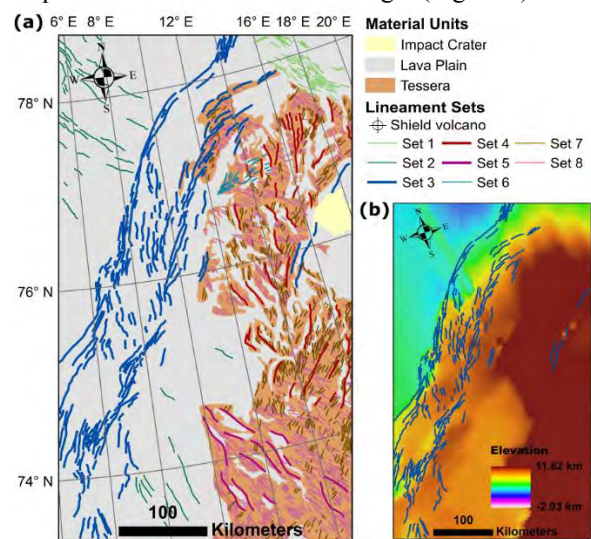 6° E 8° E 10° E 12° E 16° E 18° E 20° E
(a)
N
W E
S
78° N
76° N
74° N
100
Kilometers
Material Units
Impact Crater
Lava Plain
Tessera
Lineament Sets
Shield volcano
Set 1 Set 4 Set 7
Set 2 Set 5 Set 8
Set 3 Set 6
(b)
N
W E
S
Elevation
11.62 km
-2.93 km
100
Kilometers